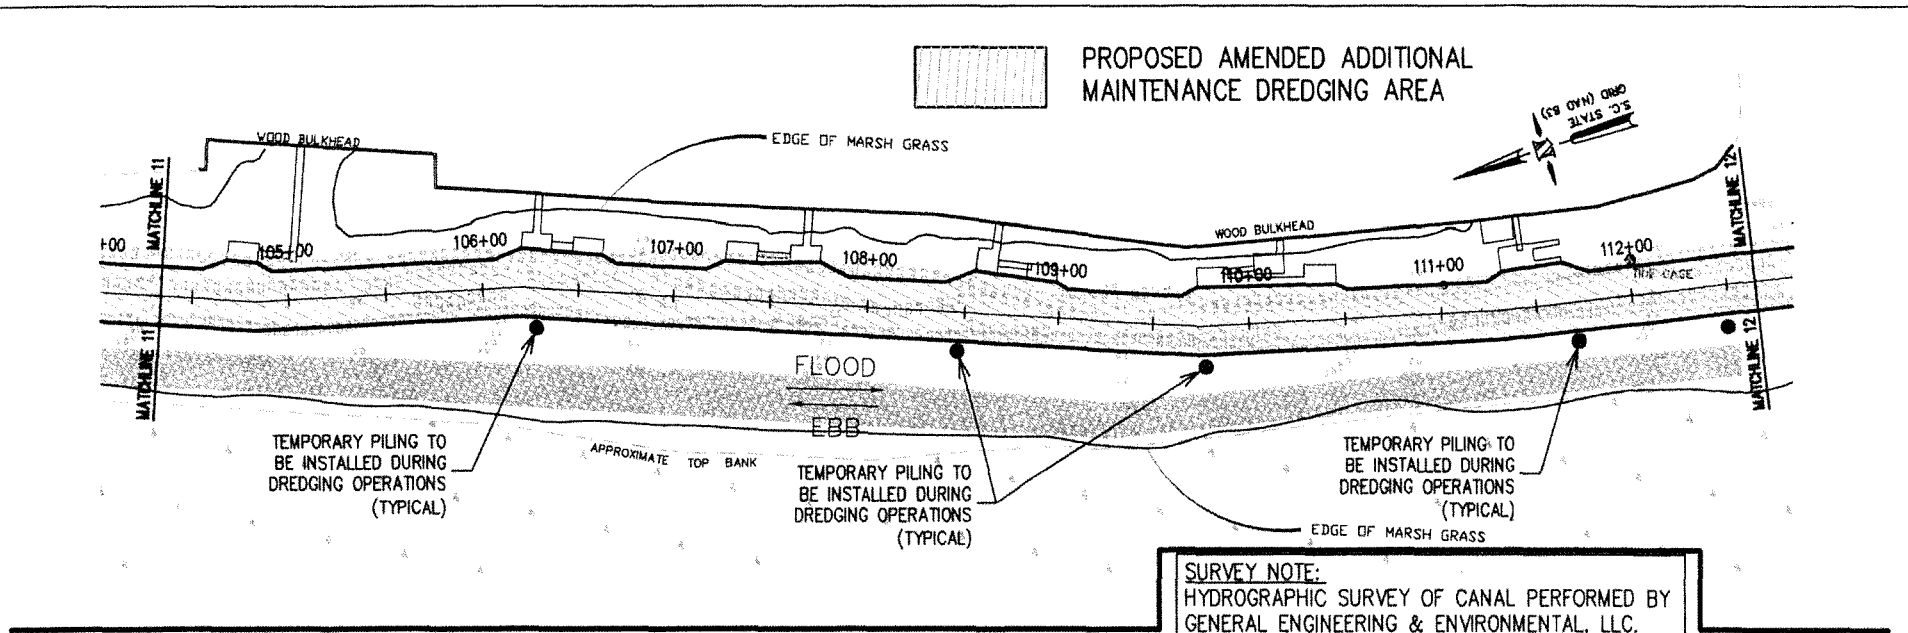 PROPOSED AMENDED ADDITIONAL
MAINTENANCE DREDGING AREA
S.C. STATE
GRID (NAD 83)
WOOD BULKHEAD
EDGE OF MARSH GRASS
MATCHLINE 11
MATCHLINE 12
WOOD BULKHEAD
+00
105+00
106+00
107+00
108+00
109+00
110+00
111+00
112+00
MATCHLINE 11
MATCHLINE 12
FLOOD
EBB
TEMPORARY PILING TO
BE INSTALLED DURING
DREDGING OPERATIONS
(TYPICAL)
APPROXIMATE TOP BANK
TEMPORARY PILING TO
BE INSTALLED DURING
DREDGING OPERATIONS
(TYPICAL)
TEMPORARY PILING TO
BE INSTALLED DURING
DREDGING OPERATIONS
(TYPICAL)
EDGE OF MARSH GRASS
SURVEY NOTE:
HYDROGRAPHIC SURVEY OF CANAL PERFORMED BY
GENERAL ENGINEERING & ENVIRONMENTAL, LLC.